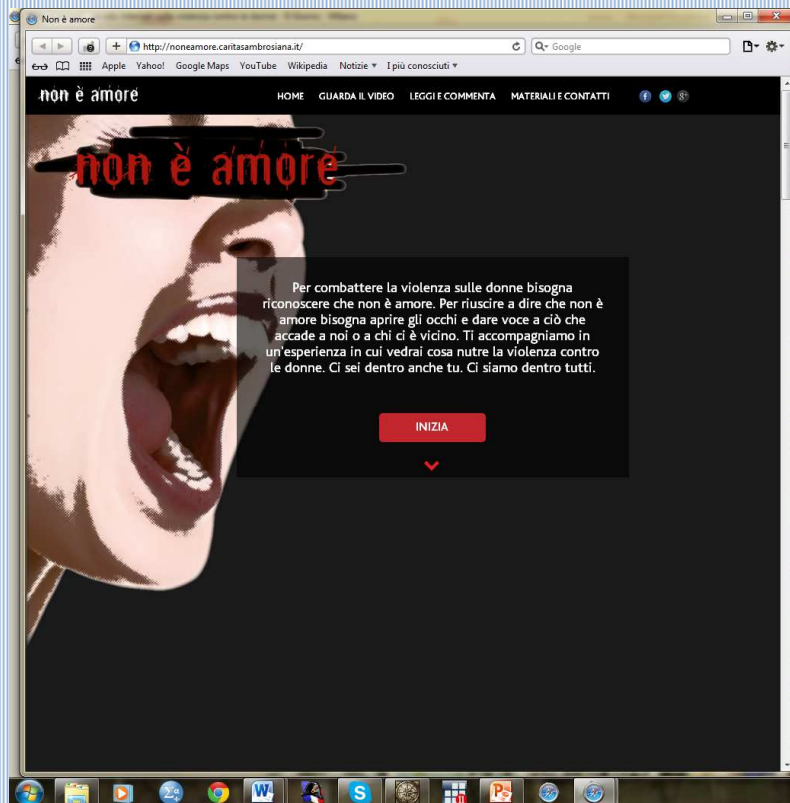 Non è amore
http://noneamore.caritasambrosiana.it/
Google
Apple Yahoo! Google Maps YouTube Wikipedia Notizie I più conosciuti
non è amore HOME GUARDA IL VIDEO LEGGI E COMMENTA MATERIALI E CONTATTI
non è amore
Per combattere la violenza sulle donne bisogna
riconoscere che non è amore. Per riuscire a dire che non è
amore bisogna aprire gli occhi e dare voce a ciò che
accade a noi o a chi ci è vicino. Ti accompagniamo in
un'esperienza in cui vedrai cosa nutre la violenza contro
le donne. Ci sei dentro anche tu. Ci siamo dentro tutti.
INIZIA